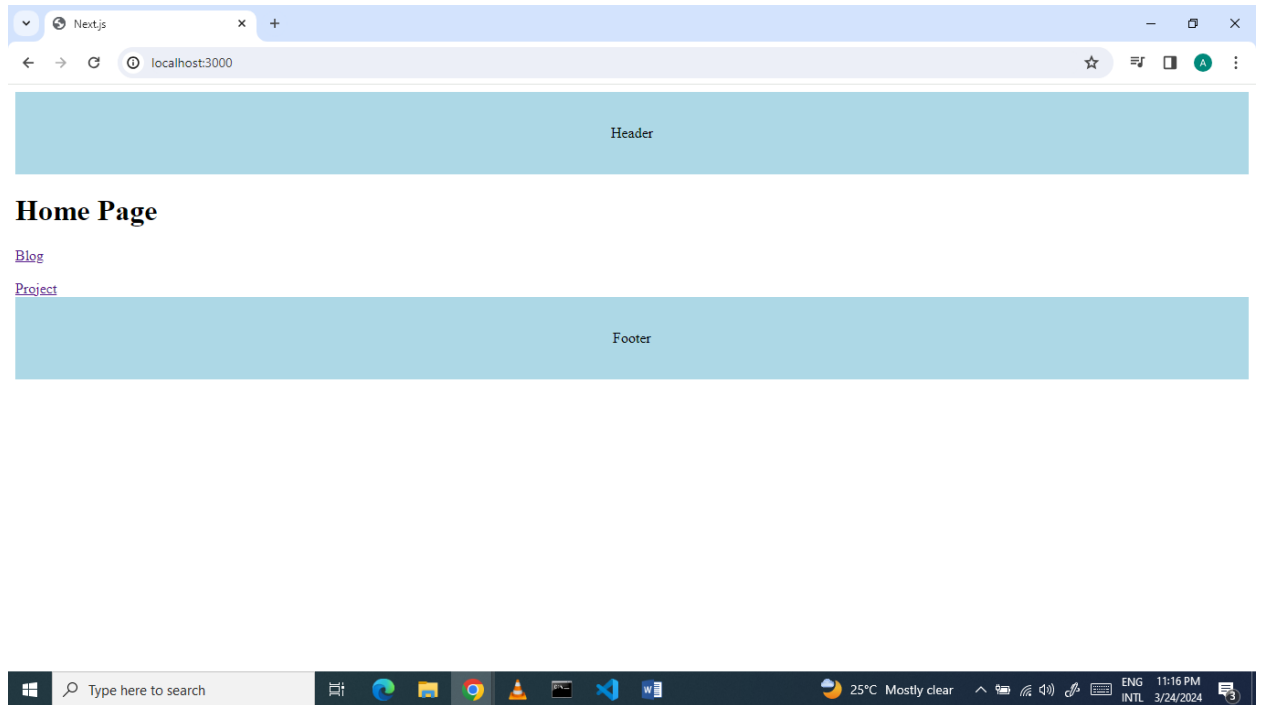 Next.js
localhost:3000
A
Header
Home Page
Blog
Project
Footer
Type here to search
25°C Mostly clear
ENG 11:16 PM
INTL 3/24/2024
3